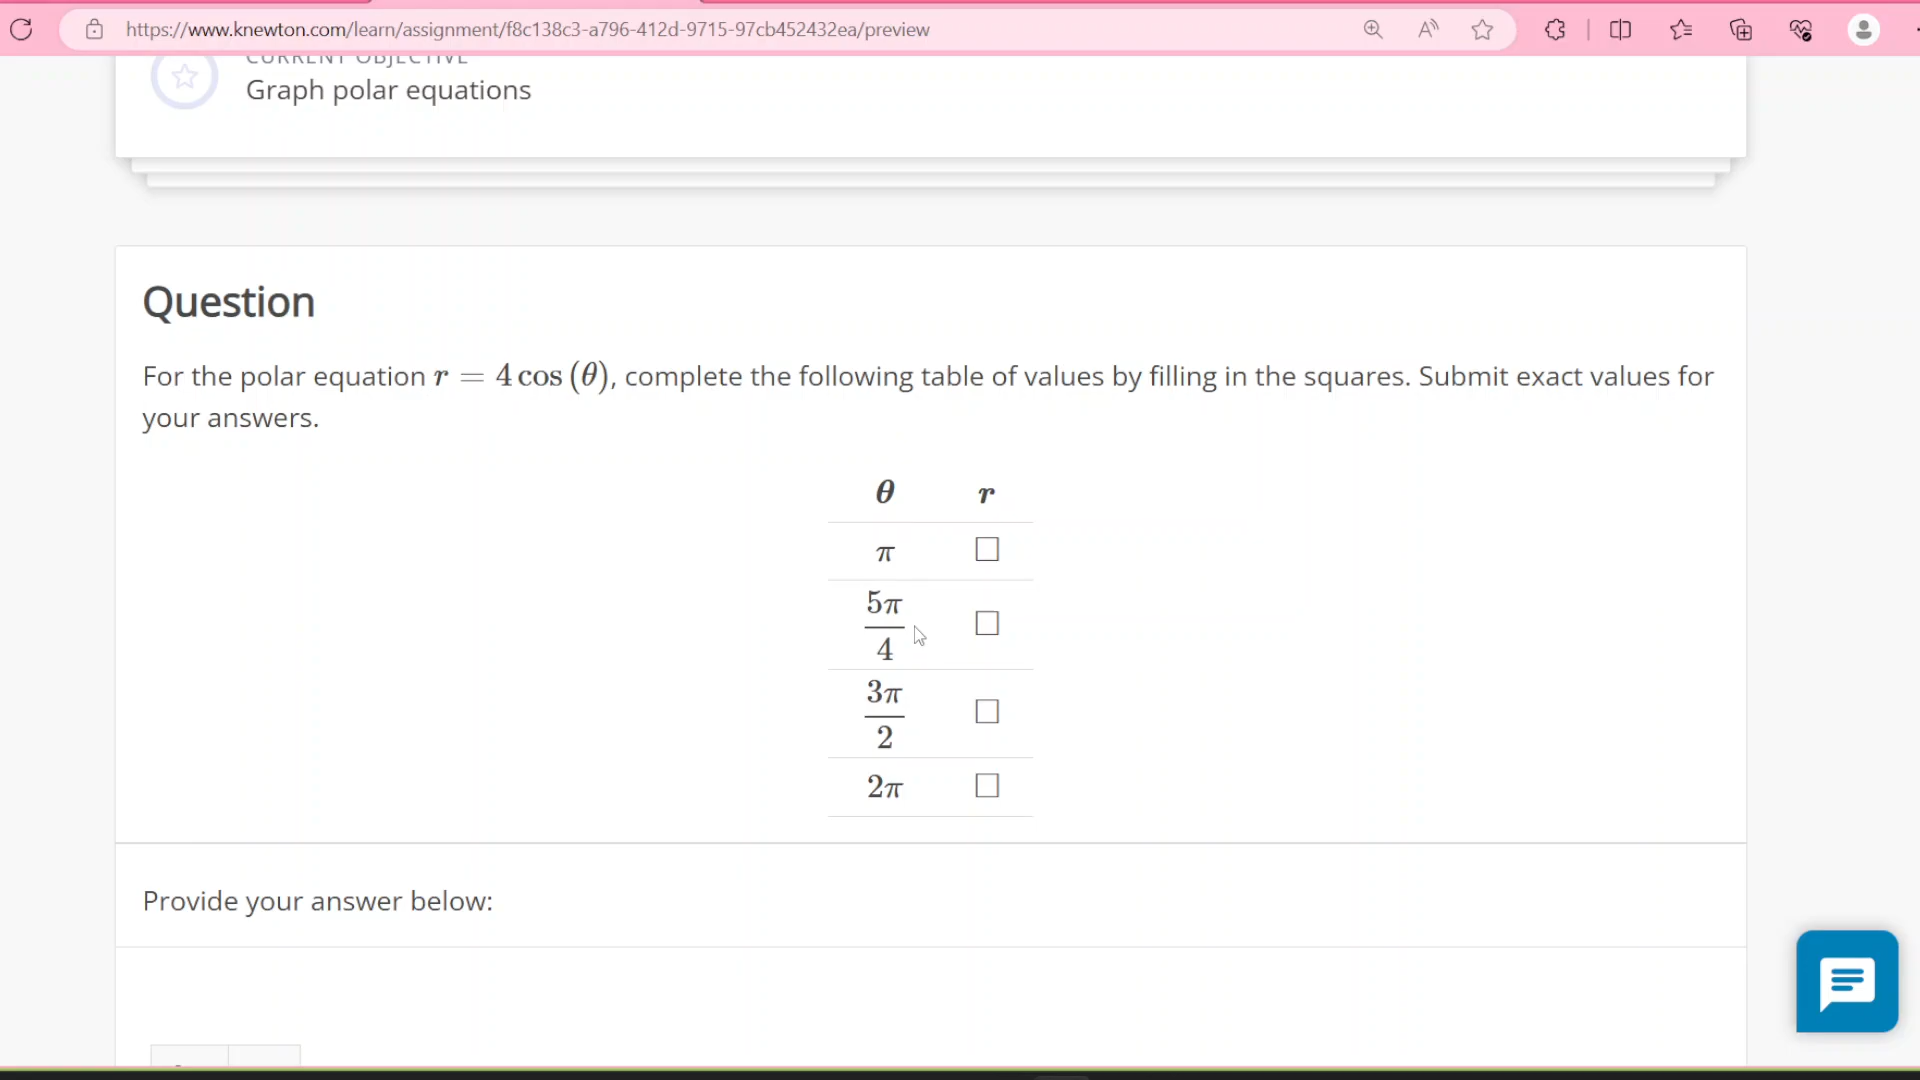 https://www.knewton.com/learn/assignment/f8c138c3-a796-412d-9715-97cb452432ea/preview
CURRENT OBJECTIVE
Graph polar equations
Question
For the polar equation r = 4 cos (θ), complete the following table of values by filling in the squares. Submit exact values for
your answers.
θ r
π □
5π/4 □
3π/2 □
2π □
Provide your answer below: